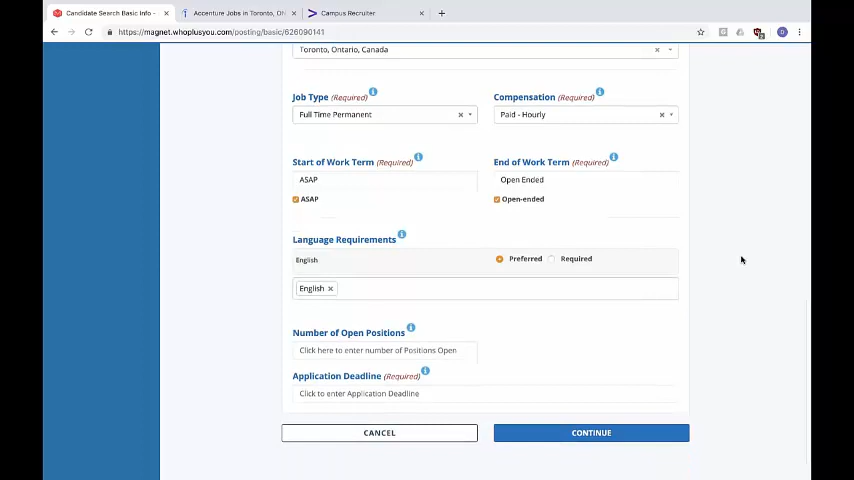 Candidate Search Basic Info -
Accenture Jobs in Toronto, ON
Campus Recruiter
https://magnet.whoplusyou.com/posting/basic/626090141
Toronto, Ontario, Canada
Job Type (Required)
Compensation (Required)
Full Time Permanent
Paid - Hourly
Start of Work Term (Required)
End of Work Term (Required)
ASAP
Open Ended
ASAP
Open-ended
Language Requirements
English
Preferred
Required
English
Number of Open Positions
Click here to enter number of Positions Open
Application Deadline (Required)
Click to enter Application Deadline
CANCEL
CONTINUE